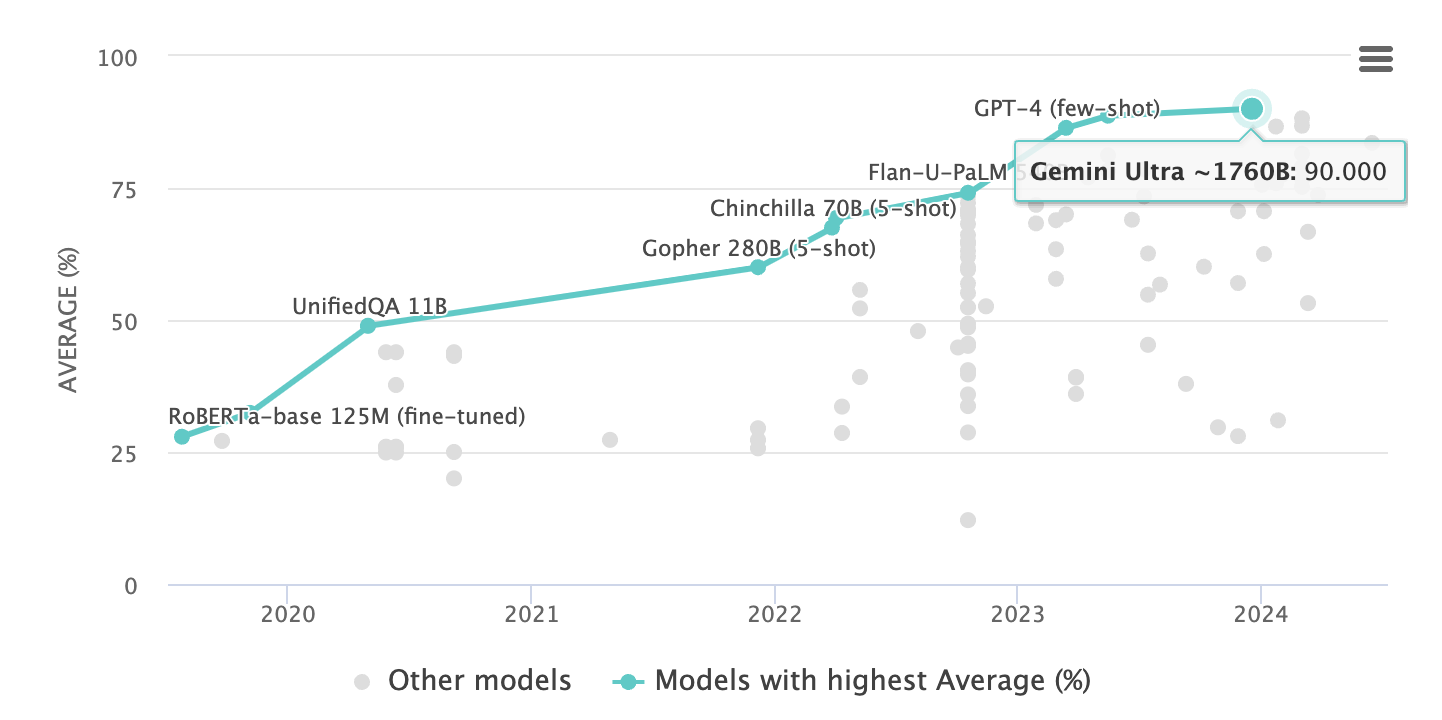 100
75
50
25
0
AVERAGE (%)
GPT-4 (few-shot)
Gemini Ultra ~1760B: 90.000
Flan-U-PaLM
Chinchilla 70B (5-shot)
Gopher 280B (5-shot)
UnifiedQA 11B
RoBERTa-base 125M (fine-tuned)
2020
2021
2022
2023
2024
Other models
Models with highest Average (%)